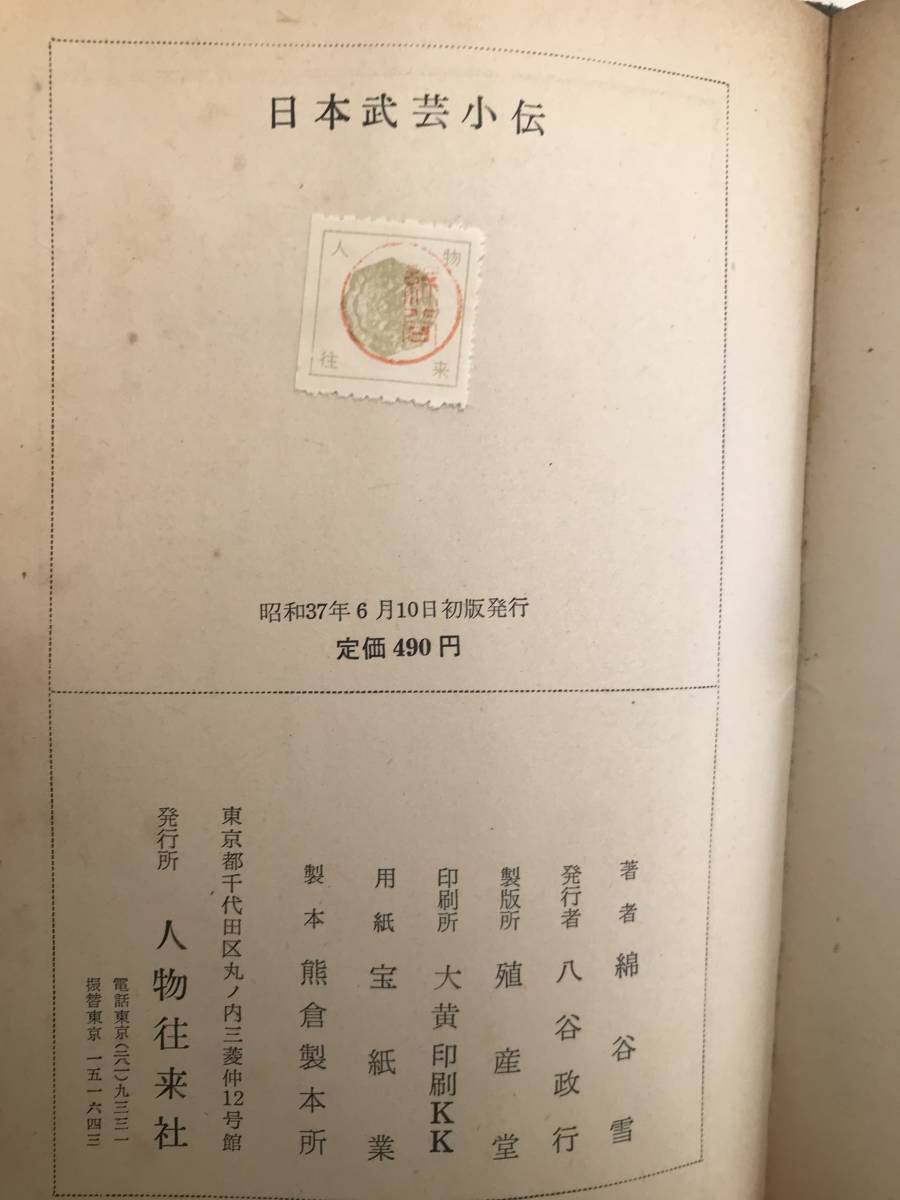 日本武芸小伝
人物
往来
昭和37年6月10日初版発行
定価490円
著者 綿谷雪
発行者 八谷政行
製版所 殖産堂
印刷所 大黄印刷KK
用紙 宝紙業
製本 熊倉製本所
東京都千代田区丸ノ内三菱仲12号館
発行所 人物往来社
電話東京(二八一)九三三一
振替東京 一五一六四三